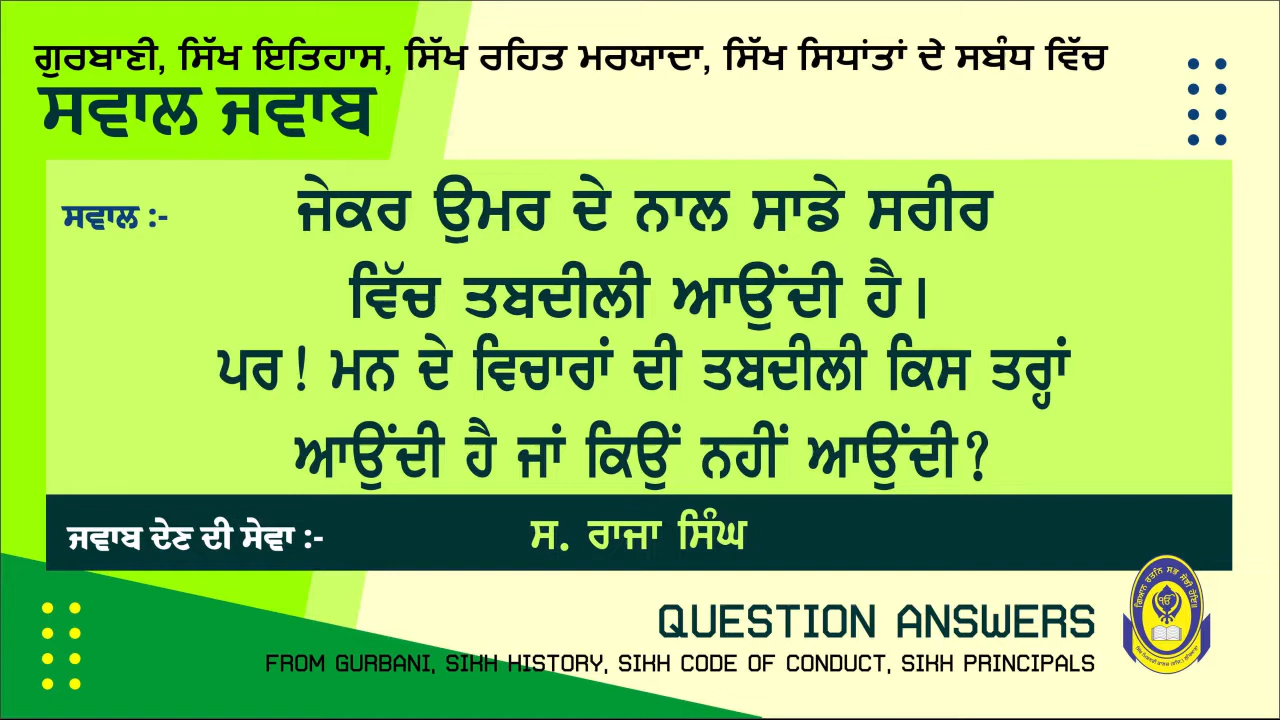 ਗੁਰਬਾਣੀ, ਸਿੱਖ ਇਤਿਹਾਸ, ਸਿੱਖ ਰਹਿਤ ਮਰਯਾਦਾ, ਸਿੱਖ ਸਿਧਾਂਤਾਂ ਦੇ ਸਬੰਧ ਵਿੱਚ
ਸਵਾਲ ਜਵਾਬ
ਸਵਾਲ :-
ਜੇਕਰ ਉਮਰ ਦੇ ਨਾਲ ਸਾਡੇ ਸਰੀਰ
ਵਿੱਚ ਤਬਦੀਲੀ ਆਉਂਦੀ ਹੈ।
ਪਰ! ਮਨ ਦੇ ਵਿਚਾਰਾਂ ਦੀ ਤਬਦੀਲੀ ਕਿਸ ਤਰ੍ਹਾਂ
ਆਉਂਦੀ ਹੈ ਜਾਂ ਕਿਉਂ ਨਹੀਂ ਆਉਂਦੀ?
ਜਵਾਬ ਦੇਣ ਦੀ ਸੇਵਾ :- ਸ. ਰਾਜਾ ਸਿੰਘ
QUESTION ANSWERS
FROM GURBANI, SIKH HISTORY, SIKH CODE OF CONDUCT, SIKH PRINCIPALS